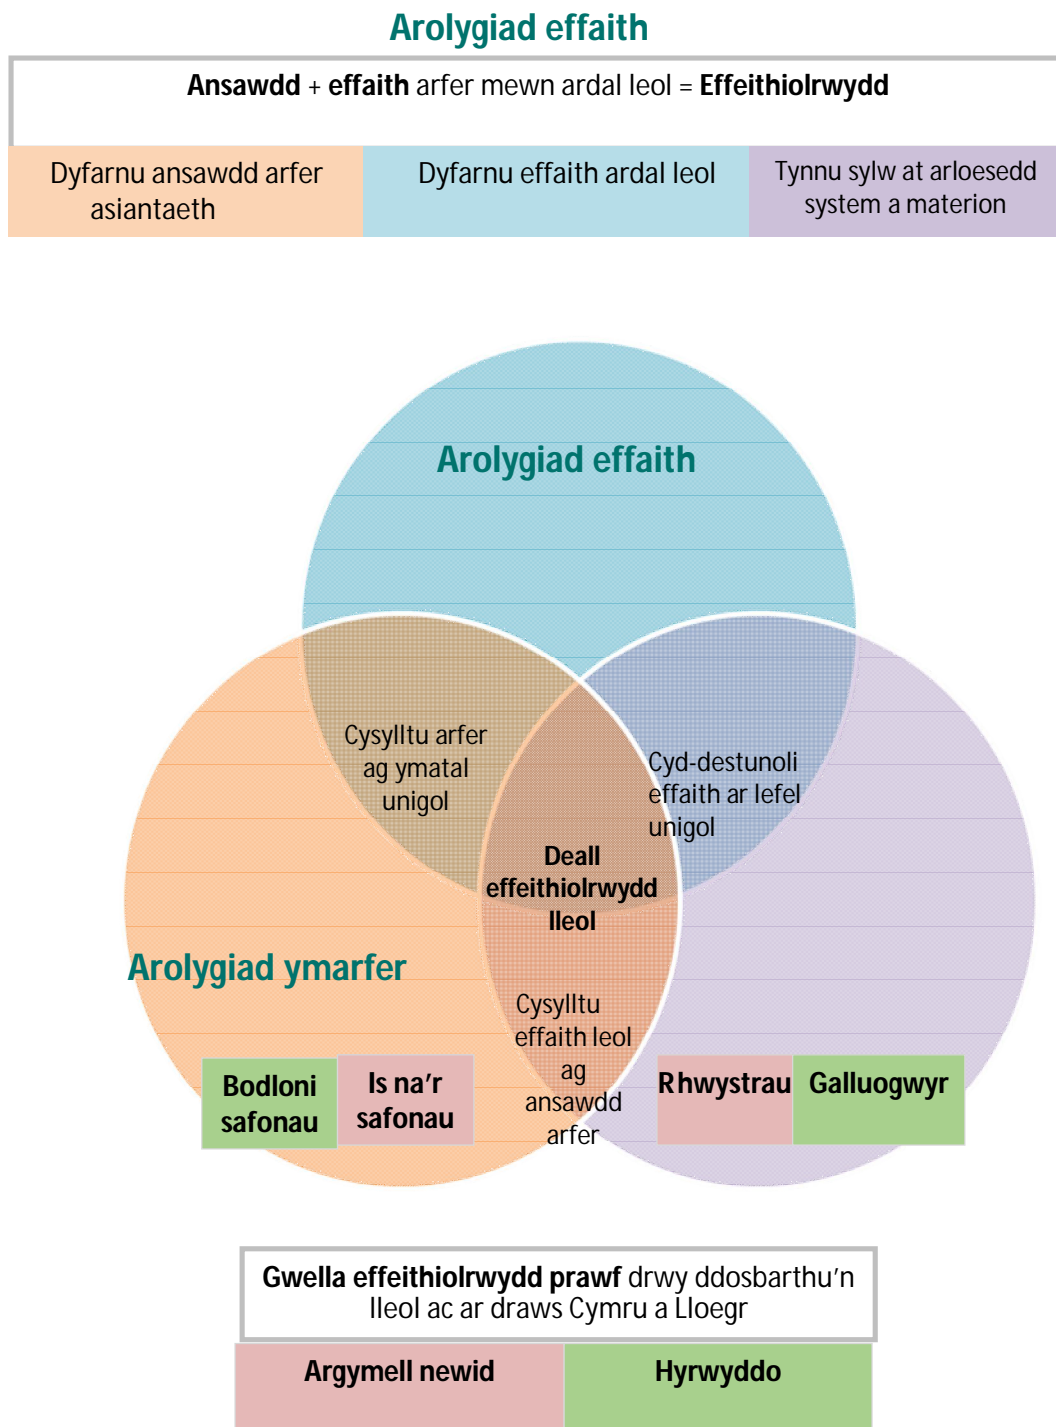 Arolygiad effaith
Ansawdd + effaith arfer mewn ardal leol = Effeithiolrwydd
Dyfarnu ansawdd arfer
asiantaeth
Dyfarnu effaith ardal leol
Tynnu sylw at arloesedd
system a materion
Arolygiad effaith
Cysylltu arfer
ag ymatal
unigol
Cyd-destunoli
effaith ar lefel
unigol
Deall
effeithiolrwydd
lleol
Arolygiad ymarfer
Cysylltu
effaith leol
ag
ansawdd
arfer
Bodloni
safonau
Is na'r
safonau
Rhwystrau
Galluogwyr
Gwella effeithiolrwydd prawf drwy ddosbarthu'n
lleol ac ar draws Cymru a Lloegr
Argymell newid
Hyrwyddo